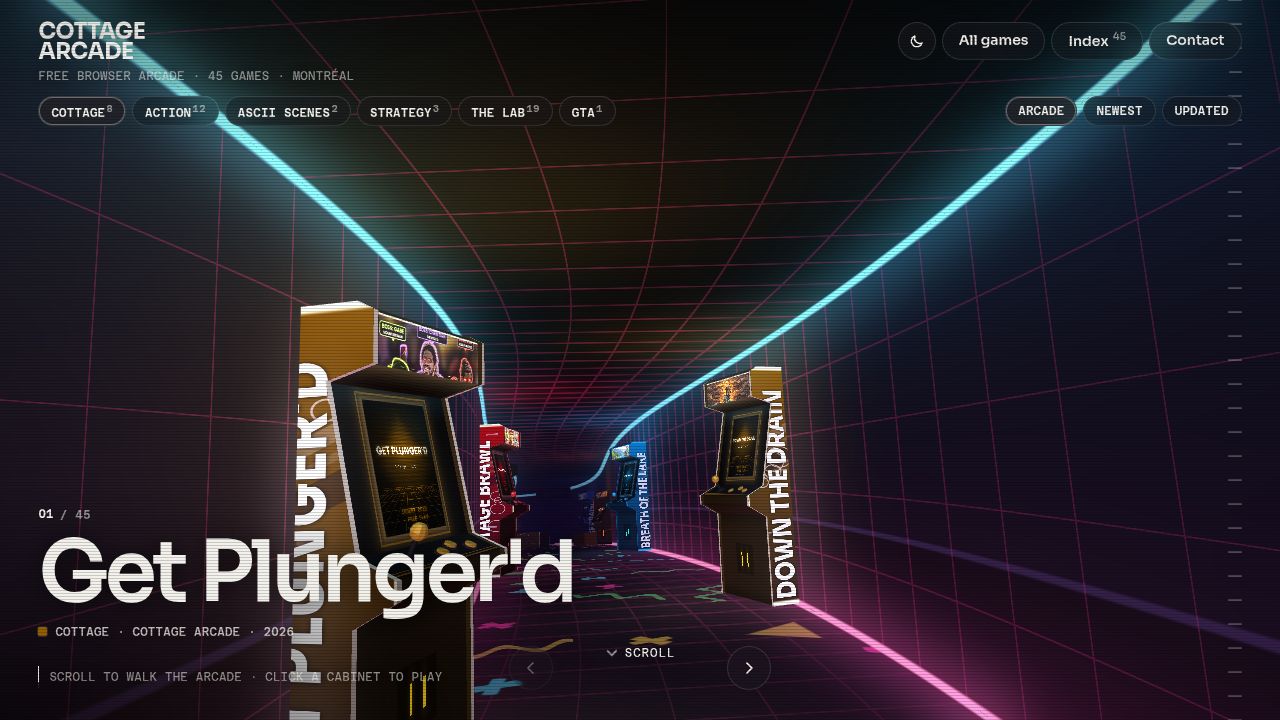 COTTAGE
ARCADE
FREE BROWSER ARCADE · 45 GAMES · MONTRÉAL
All games
Index 45
Contact
COTTAGE 8
ACTION 12
ASCII SCENES 2
STRATEGY 3
THE LAB 19
GTA 1
ARCADE
NEWEST
UPDATED
GET PLUNGER'D
PLUNGER'D
AGE BRAWL
BREATH OF THE LAKE
DOWN THE DRAIN
01 / 45
Get Plunger'd
COTTAGE · COTTAGE ARCADE · 2026
SCROLL TO WALK THE ARCADE · CLICK A CABINET TO PLAY
SCROLL